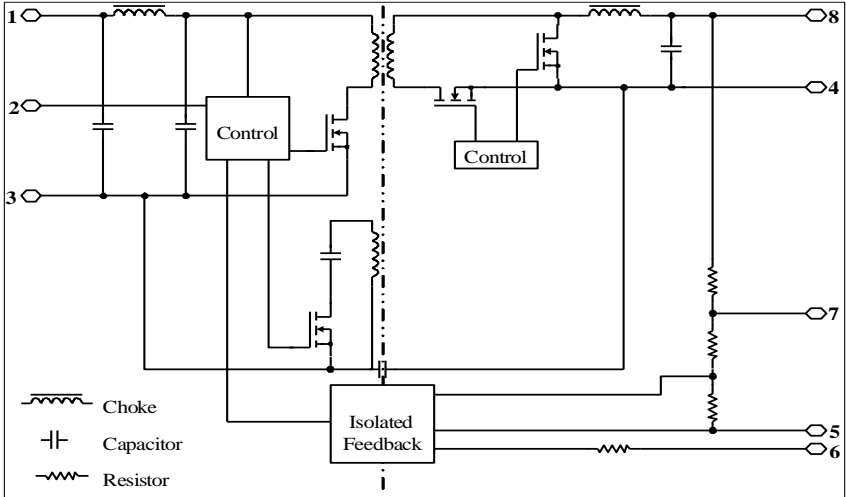 1
8
2
4
Control
Control
3
7
Isolated
Feedback
5
6
Choke
Capacitor
Resistor